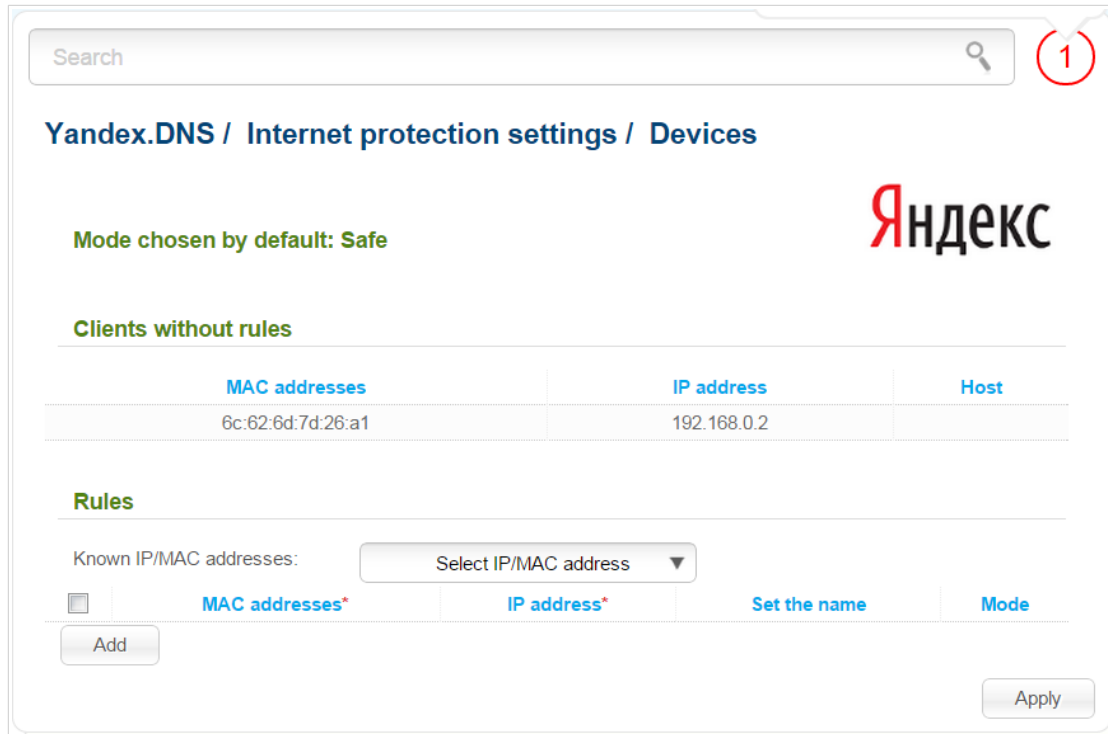 Search
1
Yandex.DNS / Internet protection settings / Devices
Яндекс
Mode chosen by default: Safe
Clients without rules
MAC addresses IP address Host
6c:62:6d:7d:26:a1 192.168.0.2
Rules
Known IP/MAC addresses: Select IP/MAC address
MAC addresses* IP address* Set the name Mode
Add
Apply